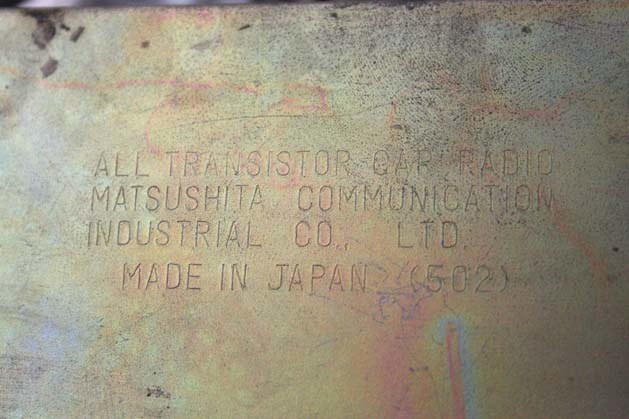 ALL TRANSISTOR CAR RADIO
MATSUSHITA COMMUNICATION
INDUSTRIAL CO., LTD.
MADE IN JAPAN (502)